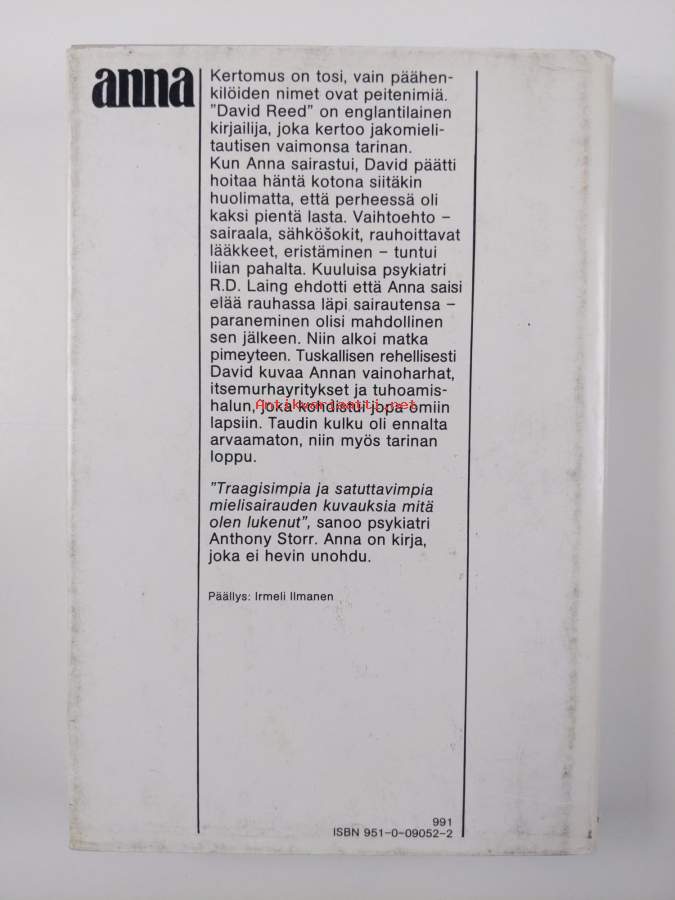 anna
Kertomus on tosi, vain päähen-
kilöiden nimet ovat peitenimiä.
”David Reed” on englantilainen
kirjailija, joka kertoo jakomieli-
tautisen vaimonsa tarinan.
Kun Anna sairastui, David päätti
hoitaa häntä kotona siitäkin
huolimatta, että perheessä oli
kaksi pientä lasta. Vaihtoehto –
sairaala, sähköšokit, rauhoittavat
lääkkeet, eristäminen – tuntui
liian pahalta. Kuuluisa psykiatri
R.D. Laing ehdotti että Anna saisi
elää rauhassa läpi sairautensa –
paraneminen olisi mahdollinen
sen jälkeen. Niin alkoi matka
pimeyteen. Tuskallisen rehellisesti
David kuvaa Annan vainoharhat,
itsemurhayritykset ja tuhoamis-
halun, joka kohdistui jopa omiin
Antikvariaatti.net
lapsiin. Taudin kulku oli ennalta
arvaamaton, niin myös tarinan
loppu.
”Traagisimpia ja satuttavimpia
mielisairauden kuvauksia mitä
olen lukenut”, sanoo psykiatri
Anthony Storr. Anna on kirja,
joka ei hevin unohdu.
Päällys: Irmeli Ilmanen
991
ISBN 951-0-09052-2